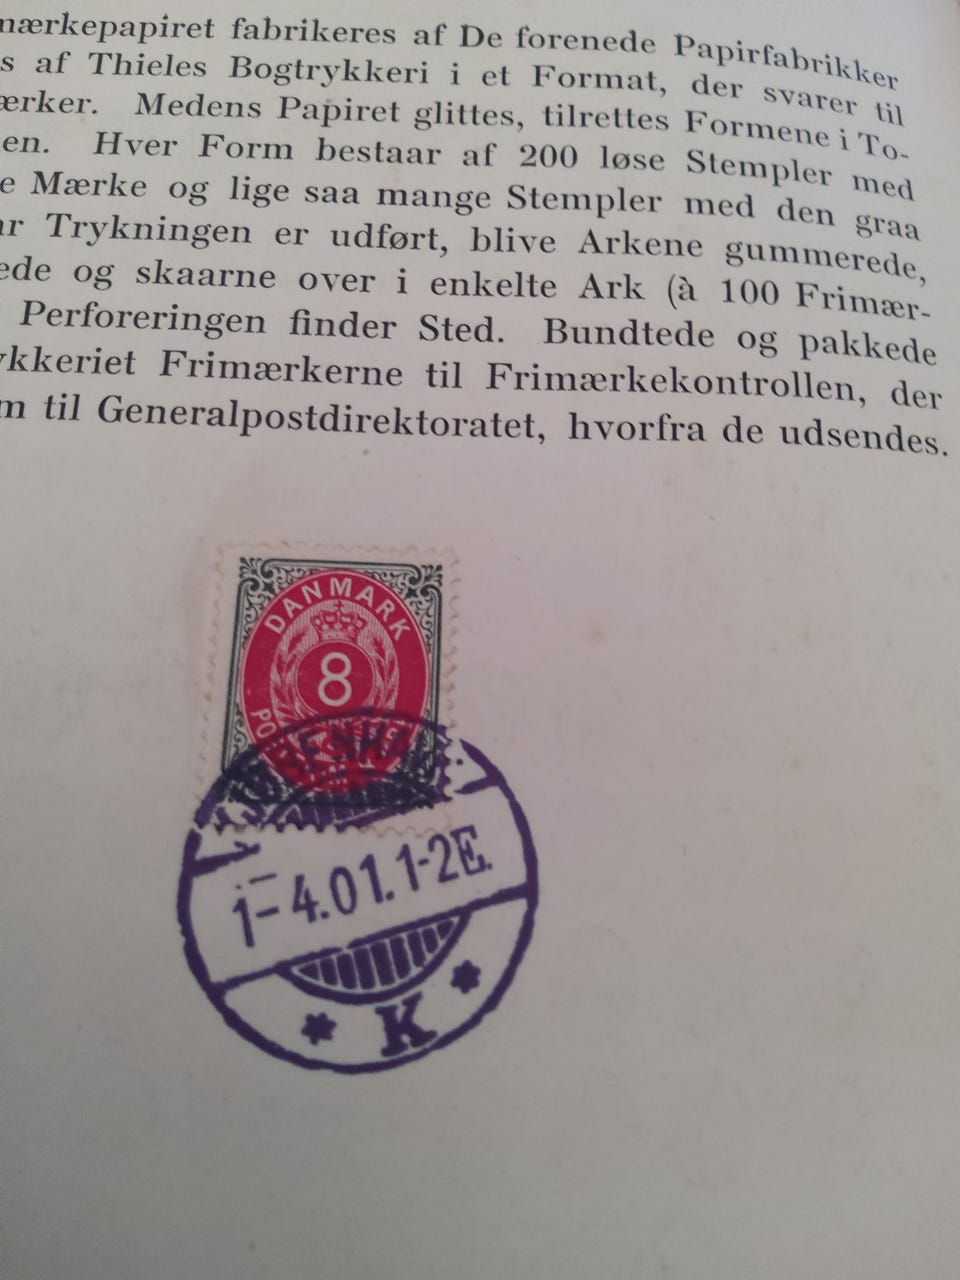 mærkepapiret fabrikeres af De forenede Papirfabrikker
s af Thieles Bogtrykkeri i et Format, der svarer til
ærker. Medens Papiret glittes, tilrettes Formene i To-
en. Hver Form bestaar af 200 løse Stempler med
e Mærke og lige saa mange Stempler med den graa
ar Trykningen er udført, blive Arkene gummerede,
ede og skaarne over i enkelte Ark (à 100 Frimær-
Perforeringen finder Sted. Bundtede og pakkede
ykkeriet Frimærkerne til Frimærkekontrollen, der
m til Generalpostdirektoratet, hvorfra de udsendes.
DANMARK
8
1-4.01.1-2E.
* K *